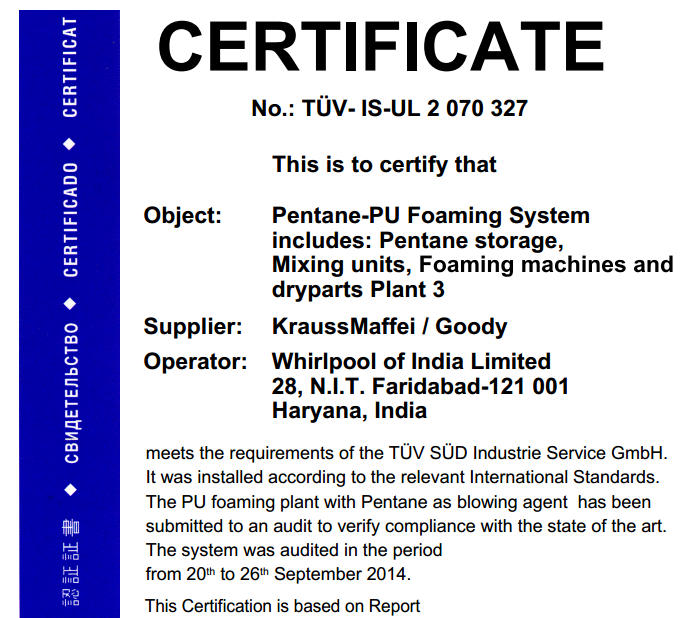 CERTIFICATE
No.: TÜV- IS-UL 2 070 327
This is to certify that
Object: Pentane-PU Foaming System
includes: Pentane storage,
Mixing units, Foaming machines and
dryparts Plant 3
Supplier: KraussMaffei / Goody
Operator: Whirlpool of India Limited
28, N.I.T. Faridabad-121 001
Haryana, India
meets the requirements of the TÜV SÜD Industrie Service GmbH.
It was installed according to the relevant International Standards.
The PU foaming plant with Pentane as blowing agent has been
submitted to an audit to verify compliance with the state of the art.
The system was audited in the period
from 20th to 26th September 2014.
This Certification is based on Report
認証証書 ◆ СВИДЕТЕЛЬСТВО ◆ CERTIFICADO ◆ CERTIFICAT